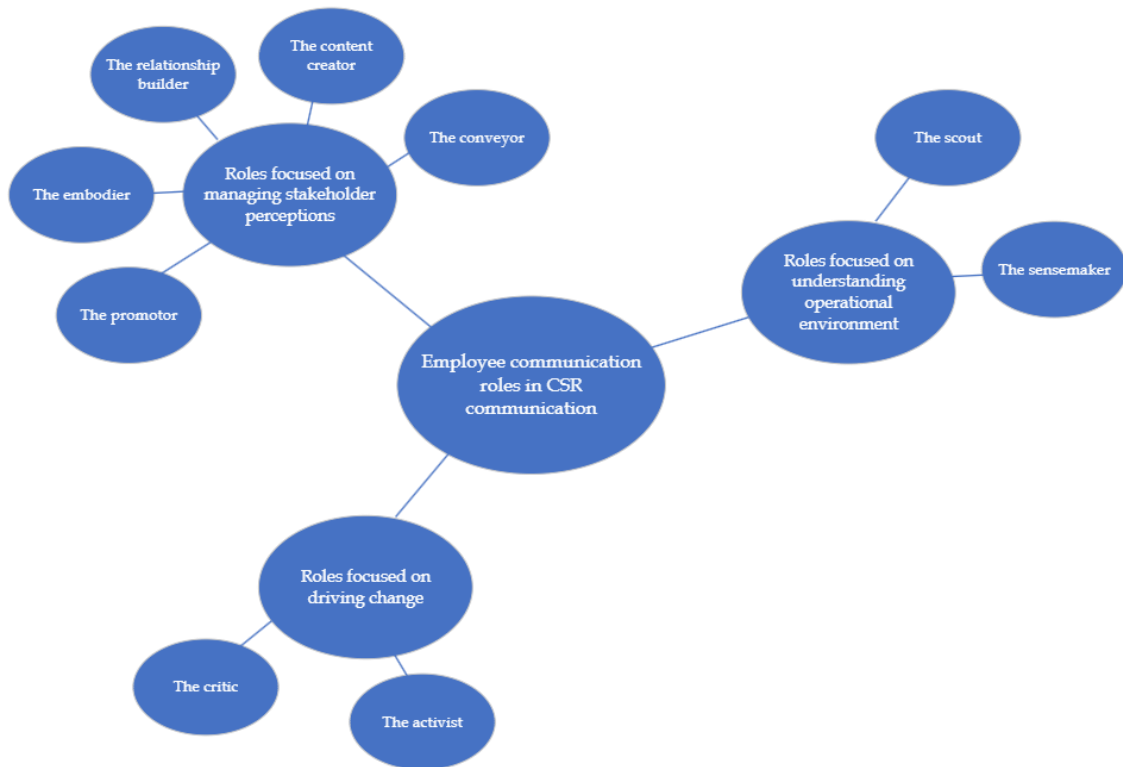 The content
creator
The relationship
builder
The conveyor
The scout
Roles focused on
managing stakeholder
perceptions
The embodier
Roles focused on
understanding
operational
environment
The sensemaker
The promotor
Employee communication
roles in CSR
communication
Roles focused on
driving change
The critic
The activist